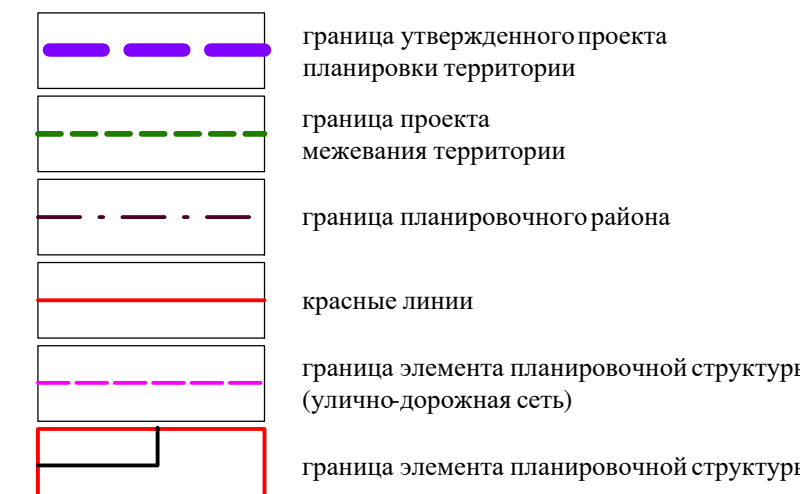 граница утвержденного проекта
планировки территории
граница проекта
межевания территории
граница планировочного района
красные линии
граница элемента планировочной структуры
(улично-дорожная сеть)
граница элемента планировочной структуры